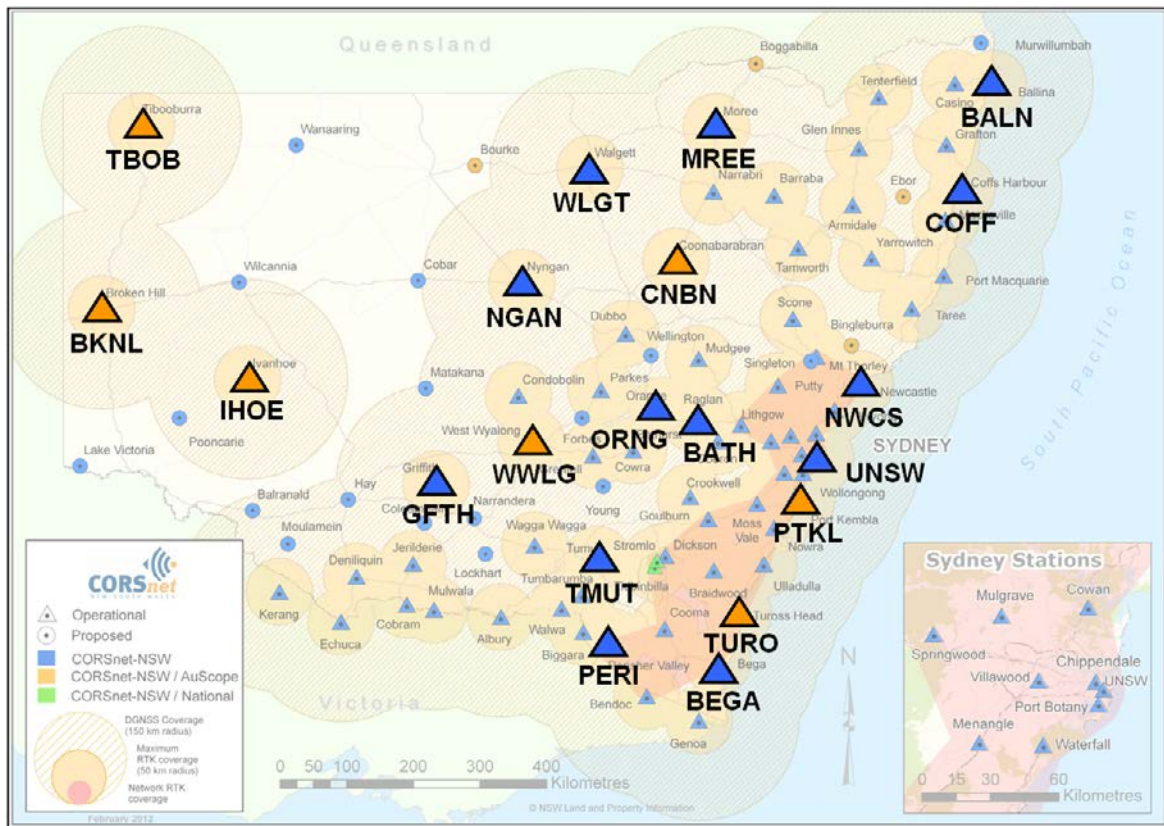 Queensland
Boggabilla
Murwillumbah
Tibooburra
TBOB
Wanaaring
Bourke
Walgett
WLGT
Moree
MREE
Tenterfield
Casino
Ballina
BALN
Glen Innes
Grafton
Narrabri
Barraba
Ebor
Coffs Harbour
COFF
Armidale
Yarrowitch
Coonabarabran
CNBN
Tamworth
Port Macquarie
Taree
Wilcannia
Cobar
Nyngan
NGAN
Broken Hill
BKNL
Ivanhoe
IHOE
Dubbo
Wellington
Scone
Bingleburra
Mudgee
Singleton
Mt Thorley
Matakana
Condobolin
Parkes
Orange
ORNG
Raglan
BATH
Putty
Lithgow
Newcastle
NWCS
SYDNEY
South Pacific Ocean
Pooncarie
Lake Victoria
West Wyalong
WWLG
Forbes
Cowra
UNSW
Griffith
GFTH
Crookwell
Wollongong
PTKL
Port Kembla
Balranald
Hay
Narrandera
Young
Goulburn
Moss
Vale
Nowra
Moulamein
Wagga Wagga
Stromlo
Dickson
TMUT
Deniliquin
Jerilderie
Lockhart
Tumbarumba
Braidwood
Ulladulla
Mulwala
Cooma
Tuross Head
TURO
Kerang
Echuca
Cobram
Albury
Walwa
Biggara
PERI
Bega
BEGA
Bendoc
Genoa
Victoria
N
0 50 100 200 300 400
Kilometres
© NSW Land and Property Information
CORSnet
NEW SOUTH WALES
Operational
Proposed
CORSnet-NSW
CORSnet-NSW / AuScope
CORSnet-NSW / National
DGNSS Coverage
(150 km radius)
Maximum
RTK coverage
(50 km radius)
Network RTK
coverage
February 2012
Sydney Stations
Cowan
Mulgrave
Springwood
Chippendale
Villawood
UNSW
Port Botany
Menangle
Waterfall
0 15 30 60
Kilometres